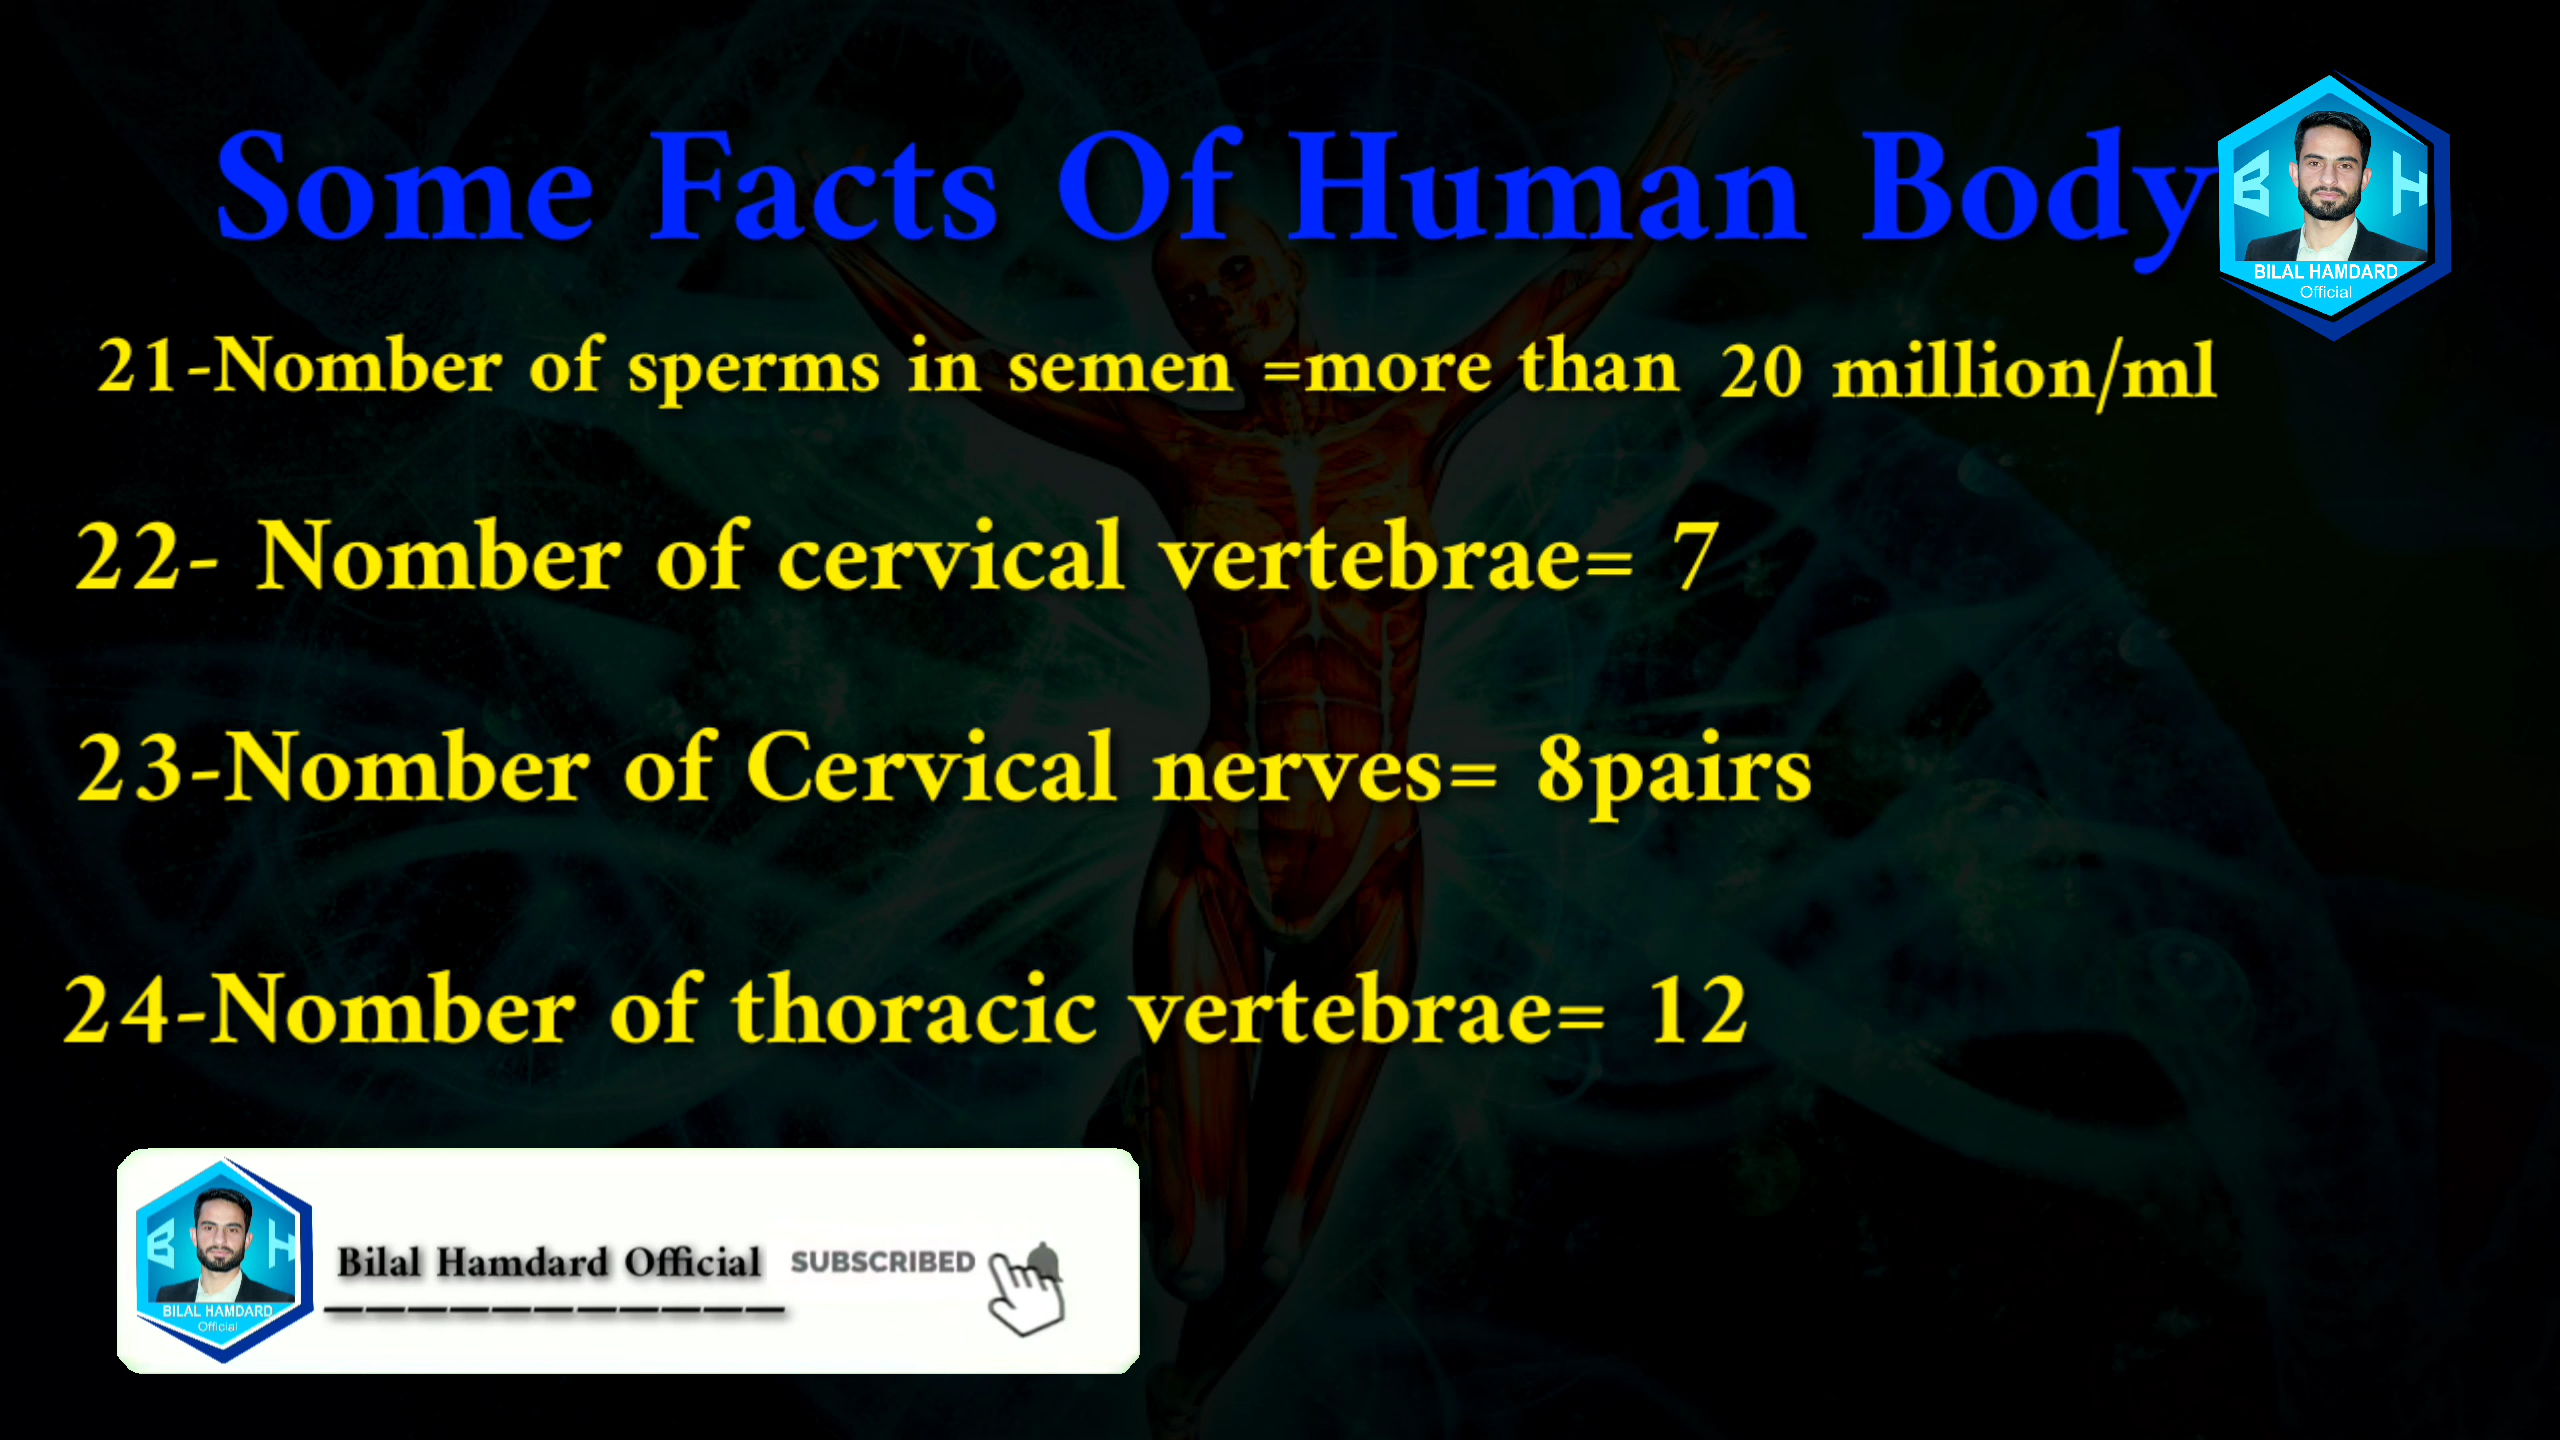 Some Facts Of Human Body
B H
BILAL HAMDARD
Official
21-Nomber of sperms in semen =more than 20 million/ml
22- Nomber of cervical vertebrae= 7
23-Nomber of Cervical nerves= 8pairs
24-Nomber of thoracic vertebrae= 12
B H
BILAL HAMDARD
Official
Bilal Hamdard Official SUBSCRIBED